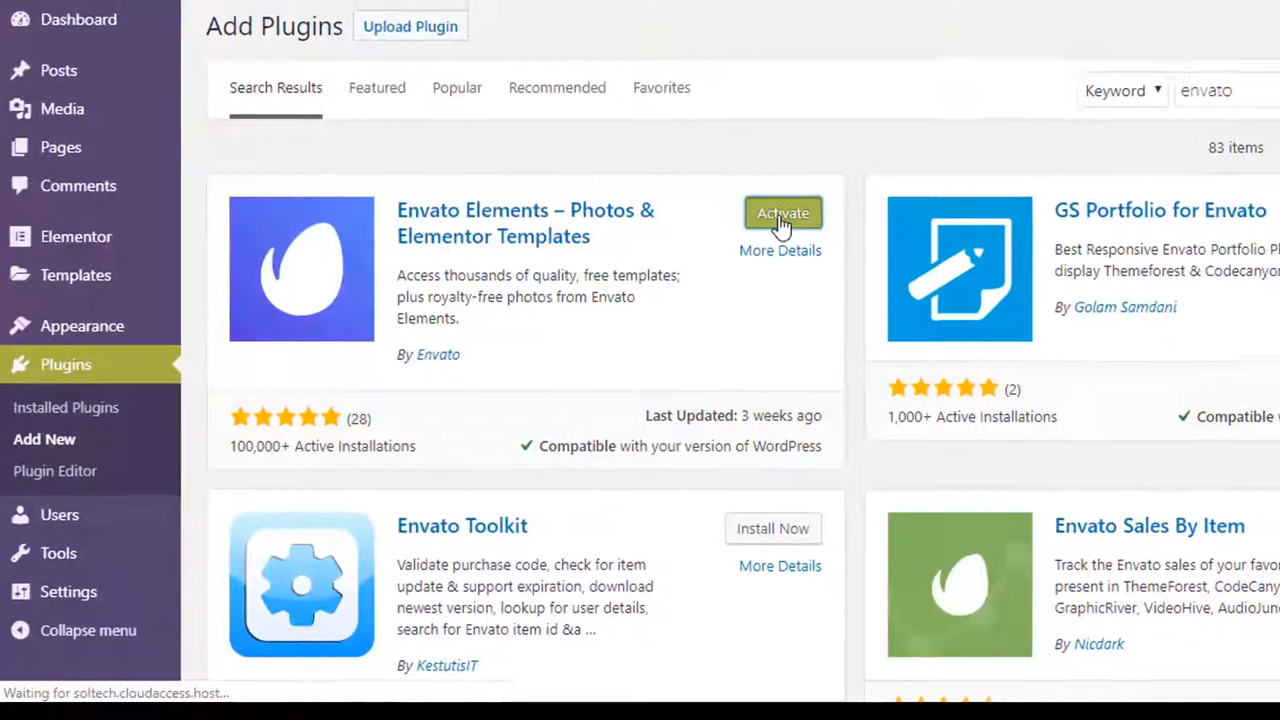 Dashboard
Posts
Media
Pages
Comments
Elementor
Templates
Appearance
Plugins
Installed Plugins
Add New
Plugin Editor
Users
Tools
Settings
Collapse menu
Add Plugins Upload Plugin
Search Results Featured Popular Recommended Favorites Keyword envato
83 items
Envato Elements – Photos &
Elementor Templates
Activate
More Details
Access thousands of quality, free templates;
plus royalty-free photos from Envato
Elements.
By Envato
(28)
100,000+ Active Installations
Last Updated: 3 weeks ago
Compatible with your version of WordPress
GS Portfolio for Envato
Best Responsive Envato Portfolio Pl
display Themeforest & Codecanyon
By Golam Samdani
(2)
1,000+ Active Installations
Compatible
Envato Toolkit
Install Now
More Details
Validate purchase code, check for item
update & support expiration, download
newest version, lookup for user details,
search for Envato item id &a ...
By KestutisIT
Envato Sales By Item
Track the Envato sales of your favor
present in ThemeForest, CodeCany
GraphicRiver, VideoHive, AudioJun
By Nicdark
Waiting for soltech.cloudaccess.host...